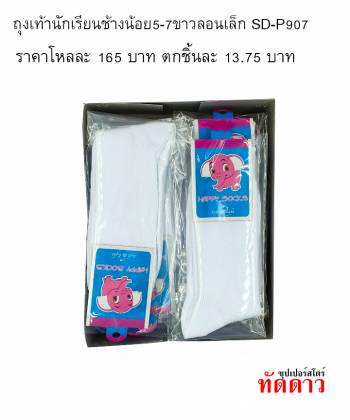 ถุงเท้านักเรียนช้างน้อย5-7ขาวลอนเล็ก SD-P907
ราคาโหลละ 165 บาท ตกชิ้นละ 13.75 บาท
HAPPY SOCKS
HAPPY SOCKS
ซุปเปอร์สโตร์
ทัดดาว